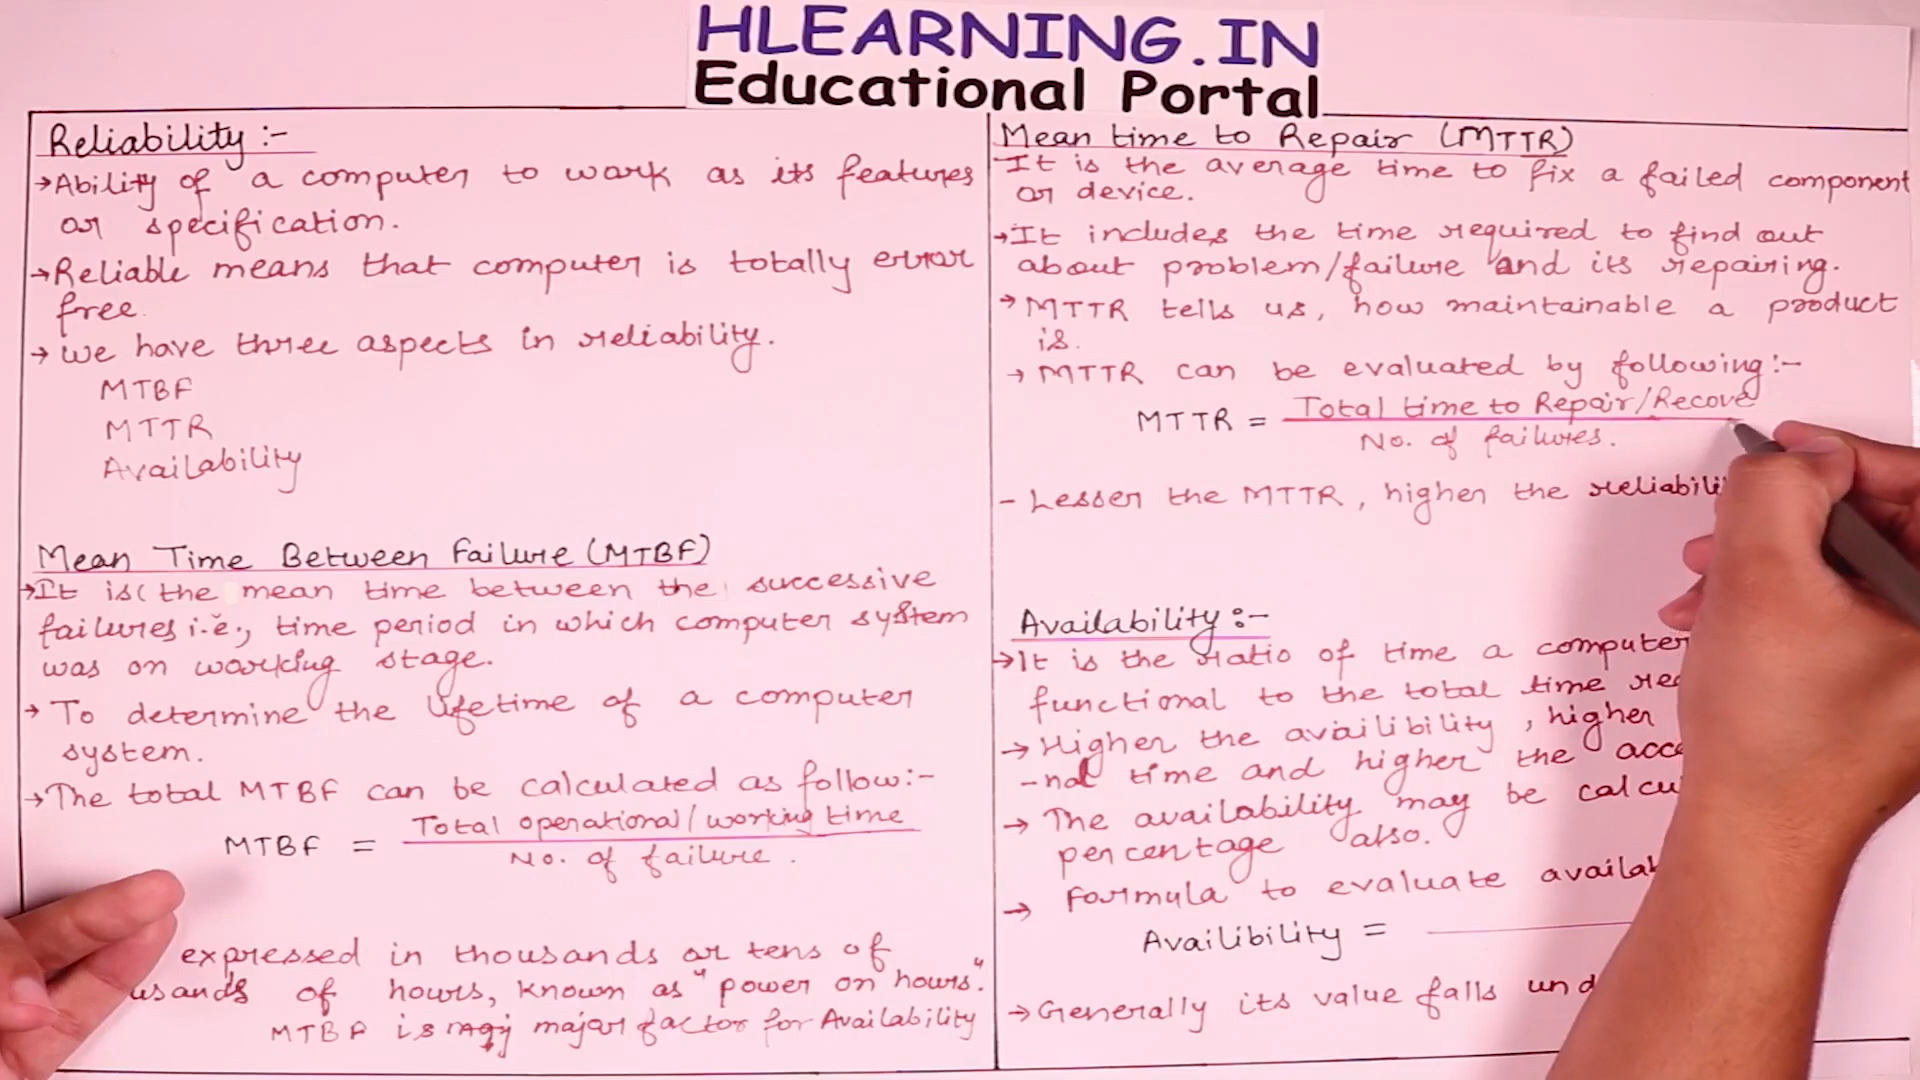 HLEARNING.IN
Educational Portal
Reliability :-
→Ability of a computer to work as its features
or specification.
→Reliable means that computer is totally error
free.
→ We have three aspects in reliability.
MTBF
MTTR
Availability
Mean Time Between Failure (MTBF)
→It is the mean time between the successive
failures i.e., time period in which computer system
was on working stage.
→ To determine the lifetime of a computer
system.
→The total MTBF can be calculated as follow:-
MTBF = Total operational/working time
No. of failure.
expressed in thousands or tens of
usands of hours, known as "power on hours."
MTBF is major factor for Availability
Mean time to Repair (MTTR)
It is the average time to fix a failed component
or device.
→It includes the time required to find out
about problem/failure and its repairing.
→ MTTR tells us, how maintainable a product
is.
→ MTTR can be evaluated by following:-
MTTR = Total time to Repair/Recove
No. of failures.
- Lesser the MTTR, higher the reliabili
Availability :-
→It is the ratio of time a computer
functional to the total time re
→ Higher the availibility, higher
-nal time and higher the acc
→ The availability may be calcu
percentage also.
→ Formula to evaluate availab
Availibility =
→ Generally its value falls und